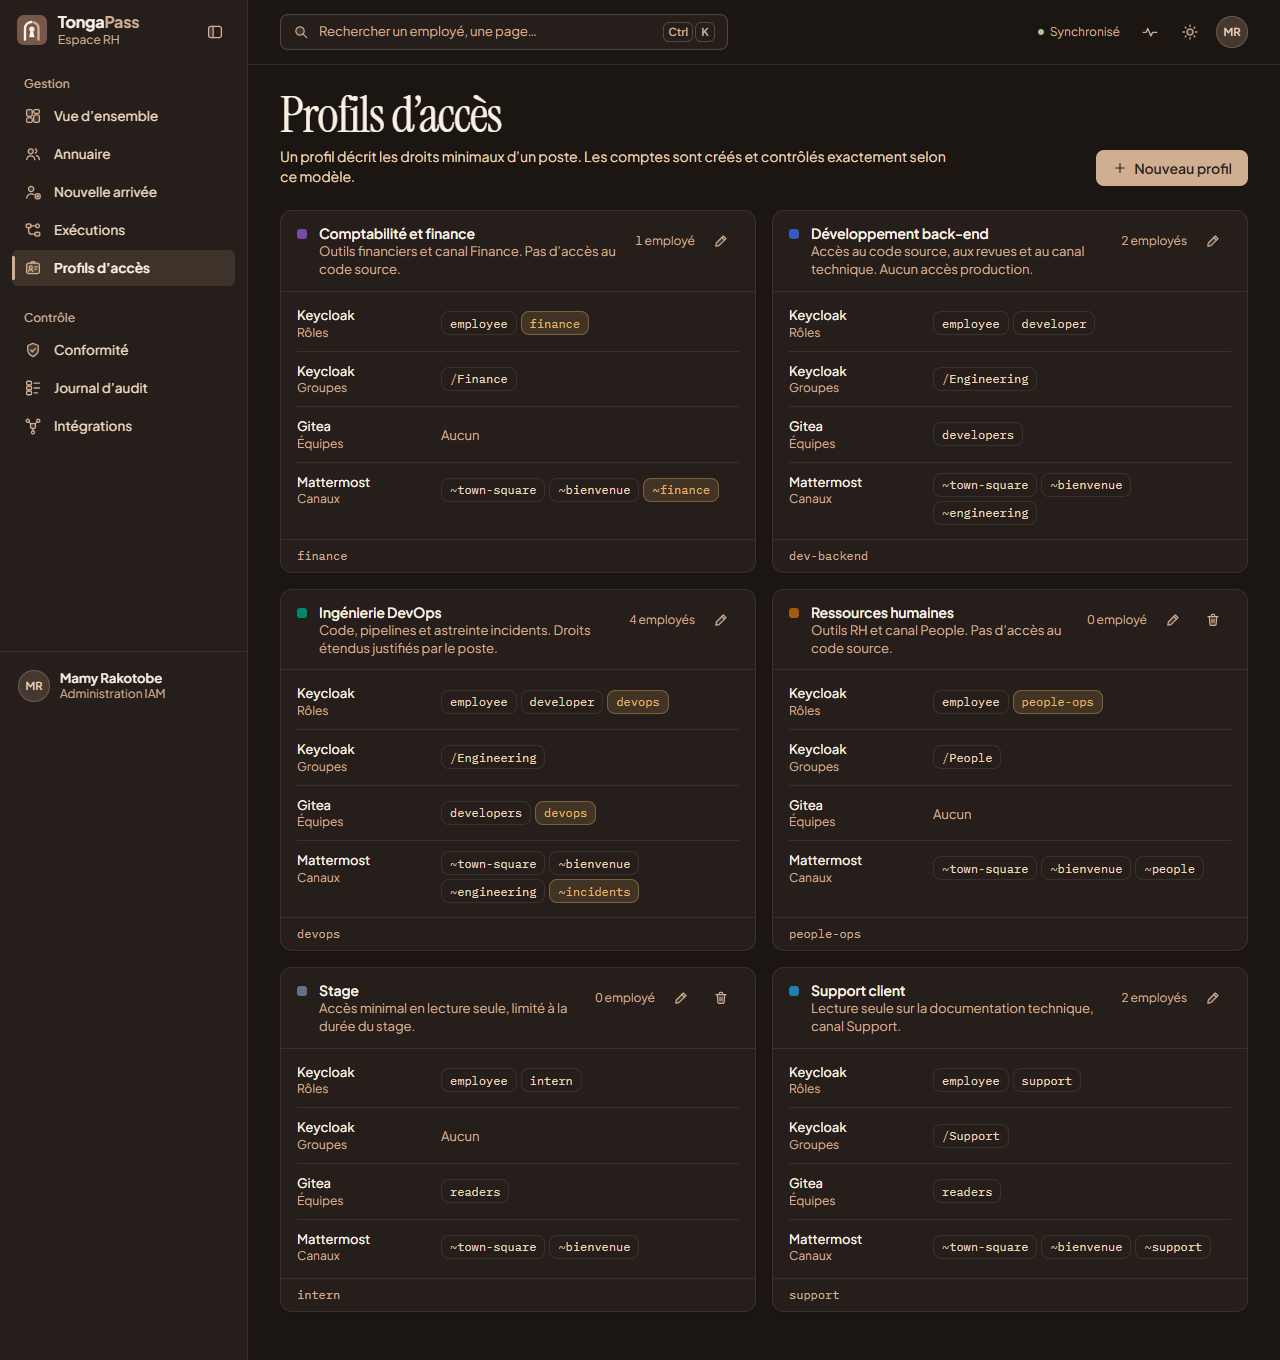 TongaPass
Espace RH
Rechercher un employé, une page…
Ctrl K
Synchronisé
MR
Gestion
Vue d’ensemble
Annuaire
Nouvelle arrivée
Exécutions
Profils d’accès
Contrôle
Conformité
Journal d’audit
Intégrations
MR
Mamy Rakotobe
Administration IAM
Profils d’accès
Un profil décrit les droits minimaux d’un poste. Les comptes sont créés et contrôlés exactement selon
ce modèle.
Nouveau profil
Comptabilité et finance
1 employé
Outils financiers et canal Finance. Pas d’accès au
code source.
Keycloak
Rôles
employee finance
Keycloak
Groupes
/Finance
Gitea
Équipes
Aucun
Mattermost
Canaux
~town-square ~bienvenue ~finance
finance
Développement back-end
2 employés
Accès au code source, aux revues et au canal
technique. Aucun accès production.
Keycloak
Rôles
employee developer
Keycloak
Groupes
/Engineering
Gitea
Équipes
developers
Mattermost
Canaux
~town-square ~bienvenue
~engineering
dev-backend
Ingénierie DevOps
4 employés
Code, pipelines et astreinte incidents. Droits
étendus justifiés par le poste.
Keycloak
Rôles
employee developer devops
Keycloak
Groupes
/Engineering
Gitea
Équipes
developers devops
Mattermost
Canaux
~town-square ~bienvenue
~engineering ~incidents
devops
Ressources humaines
0 employé
Outils RH et canal People. Pas d’accès au
code source.
Keycloak
Rôles
employee people-ops
Keycloak
Groupes
/People
Gitea
Équipes
Aucun
Mattermost
Canaux
~town-square ~bienvenue ~people
people-ops
Stage
0 employé
Accès minimal en lecture seule, limité à la
durée du stage.
Keycloak
Rôles
employee intern
Keycloak
Groupes
Aucun
Gitea
Équipes
readers
Mattermost
Canaux
~town-square ~bienvenue
intern
Support client
2 employés
Lecture seule sur la documentation technique,
canal Support.
Keycloak
Rôles
employee support
Keycloak
Groupes
/Support
Gitea
Équipes
readers
Mattermost
Canaux
~town-square ~bienvenue ~support
support